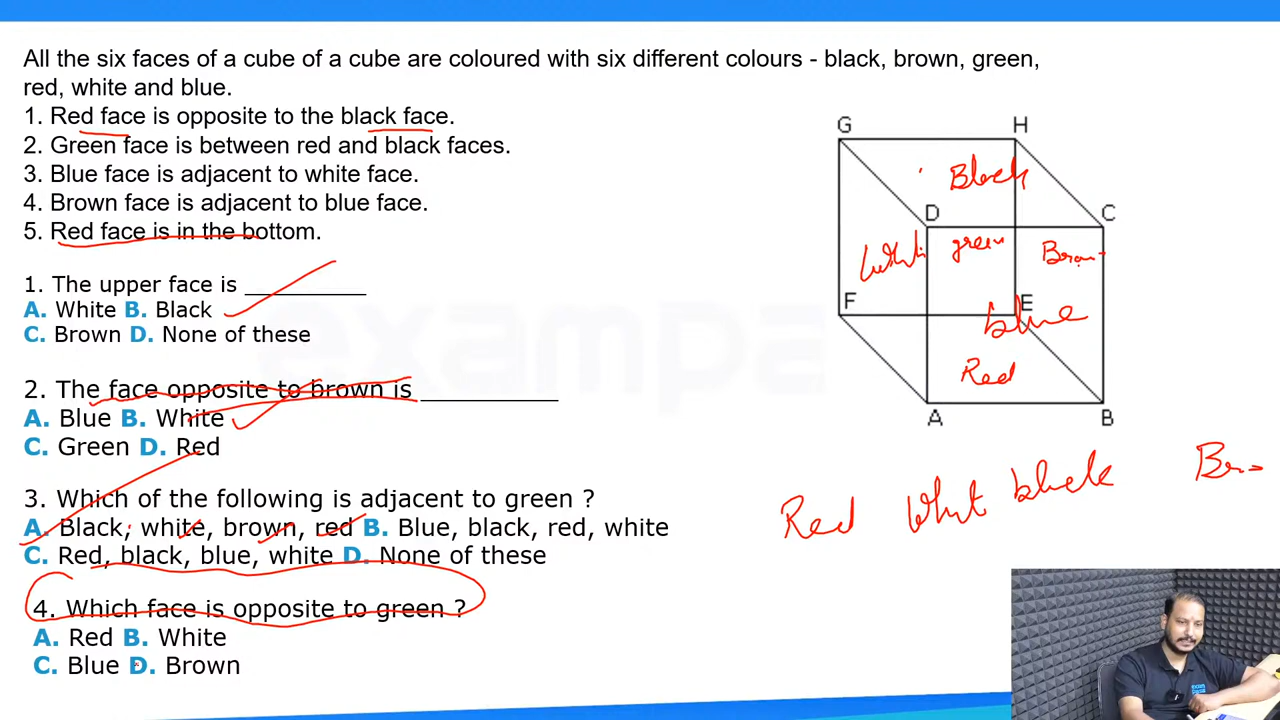 All the six faces of a cube of a cube are coloured with six different colours - black, brown, green,
red, white and blue.
1. Red face is opposite to the black face.
2. Green face is between red and black faces.
3. Blue face is adjacent to white face.
4. Brown face is adjacent to blue face.
5. Red face is in the bottom.
1. The upper face is __________
A. White B. Black
C. Brown D. None of these
2. The face opposite to brown is __________
A. Blue B. White
C. Green D. Red
3. Which of the following is adjacent to green ?
A. Black, white, brown, red B. Blue, black, red, white
C. Red, black, blue, white D. None of these
4. Which face is opposite to green ?
A. Red B. White
C. Blue D. Brown
G H
Black
D C
green
F E
blue
Red
A B
Red